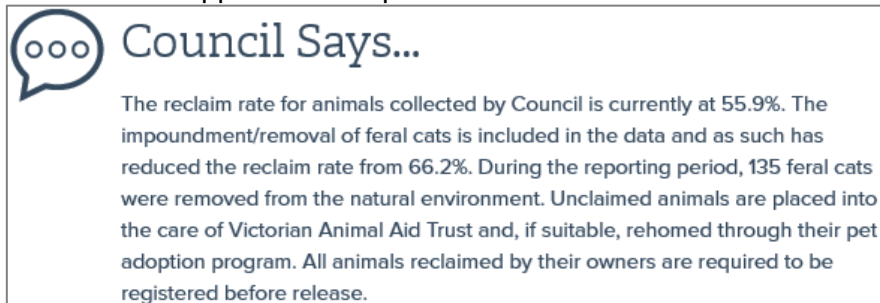 Council Says...
The reclaim rate for animals collected by Council is currently at 55.9%. The
impoundment/removal of feral cats is included in the data and as such has
reduced the reclaim rate from 66.2%. During the reporting period, 135 feral cats
were removed from the natural environment. Unclaimed animals are placed into
the care of Victorian Animal Aid Trust and, if suitable, rehomed through their pet
adoption program. All animals reclaimed by their owners are required to be
registered before release.